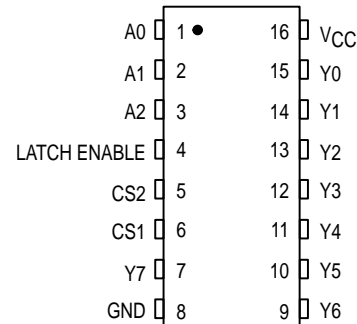 A0 1 16 VCC
A1 2 15 Y0
A2 3 14 Y1
LATCH ENABLE 4 13 Y2
CS2 5 12 Y3
CS1 6 11 Y4
Y7 7 10 Y5
GND 8 9 Y6